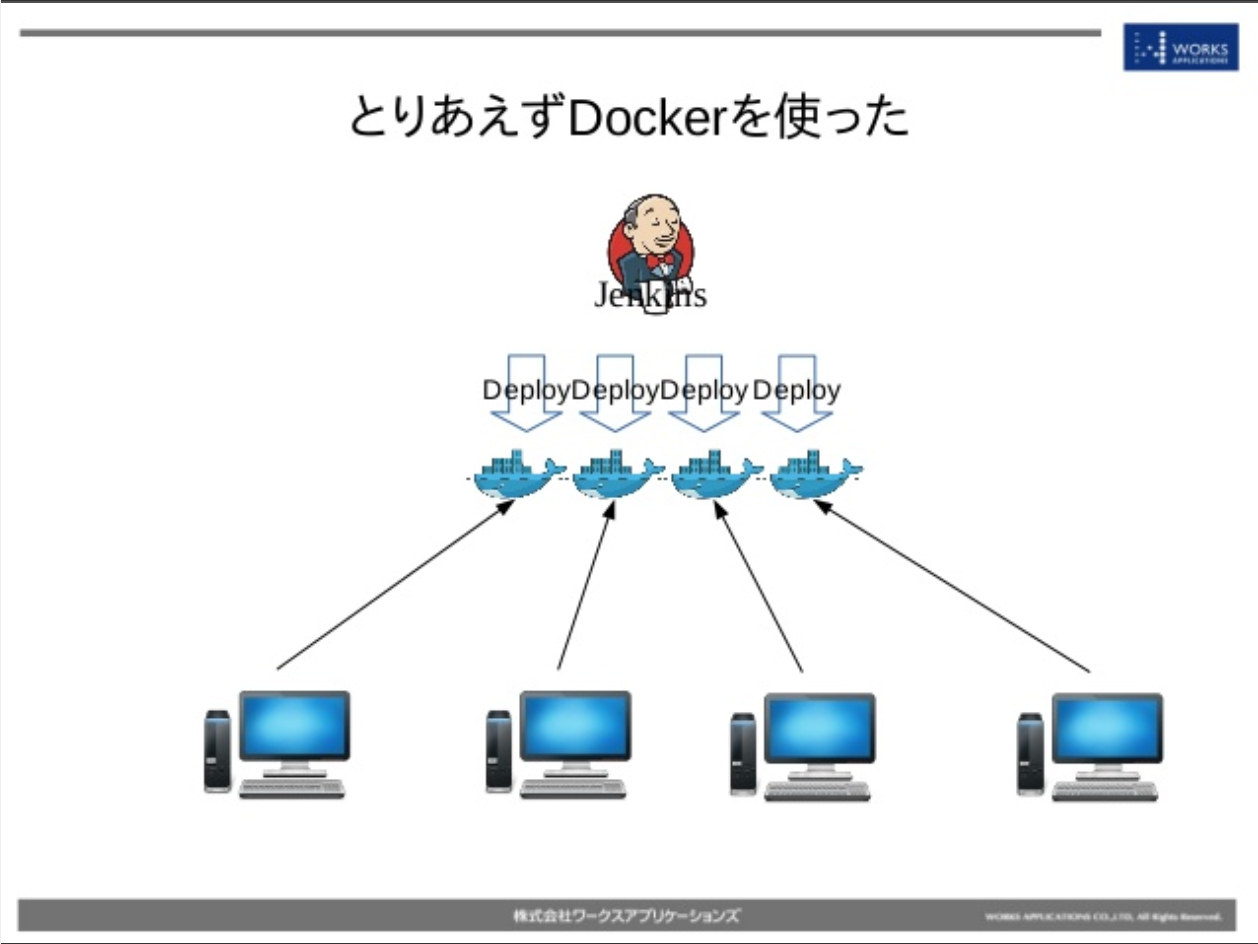 WORKS
APPLICATIONS
とりあえずDockerを使った
Jenkins
Deploy Deploy Deploy Deploy
株式会社ワークスアプリケーションズ
WORKS APPLICATIONS CO.,LTD, All Rights Reserved.